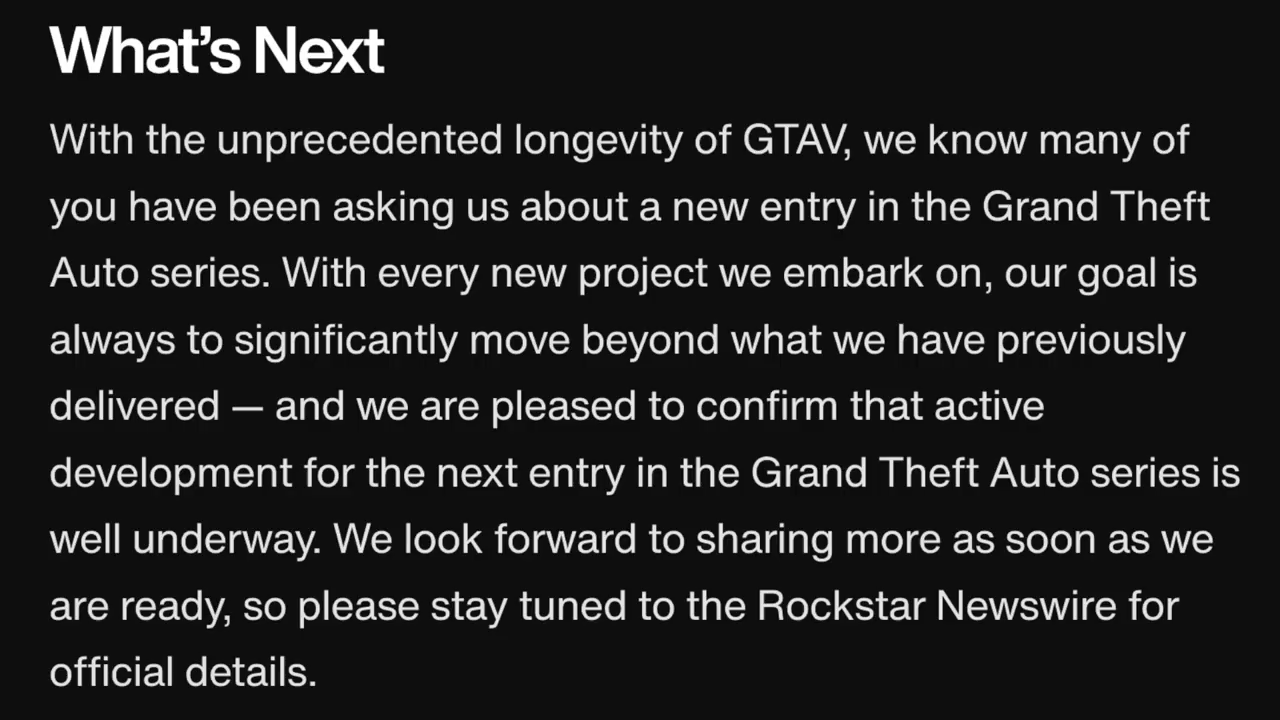 What’s Next
With the unprecedented longevity of GTAV, we know many of
you have been asking us about a new entry in the Grand Theft
Auto series. With every new project we embark on, our goal is
always to significantly move beyond what we have previously
delivered — and we are pleased to confirm that active
development for the next entry in the Grand Theft Auto series is
well underway. We look forward to sharing more as soon as we
are ready, so please stay tuned to the Rockstar Newswire for
official details.